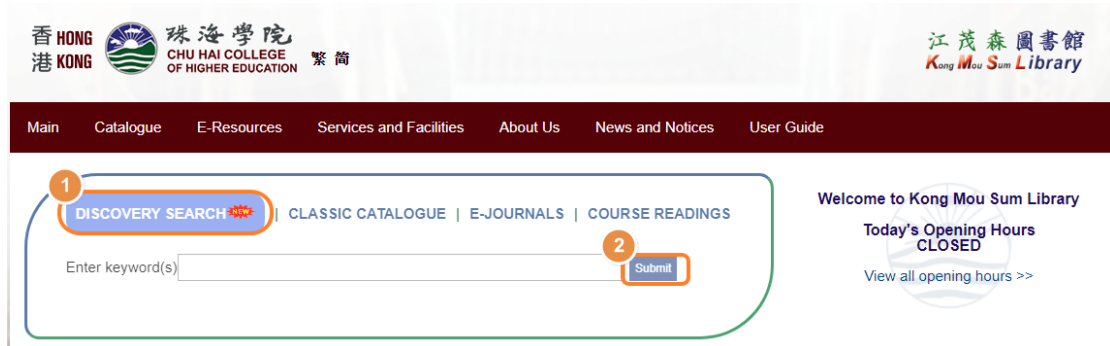 香 HONG
港 KONG
珠海學院
CHU HAI COLLEGE
OF HIGHER EDUCATION
繁 简
江茂森圖書館
Kong Mou Sum Library
Main Catalogue E-Resources Services and Facilities About Us News and Notices User Guide
1
DISCOVERY SEARCH NEW | CLASSIC CATALOGUE | E-JOURNALS | COURSE READINGS
2
Enter keyword(s) Submit
Welcome to Kong Mou Sum Library
Today's Opening Hours
CLOSED
View all opening hours >>